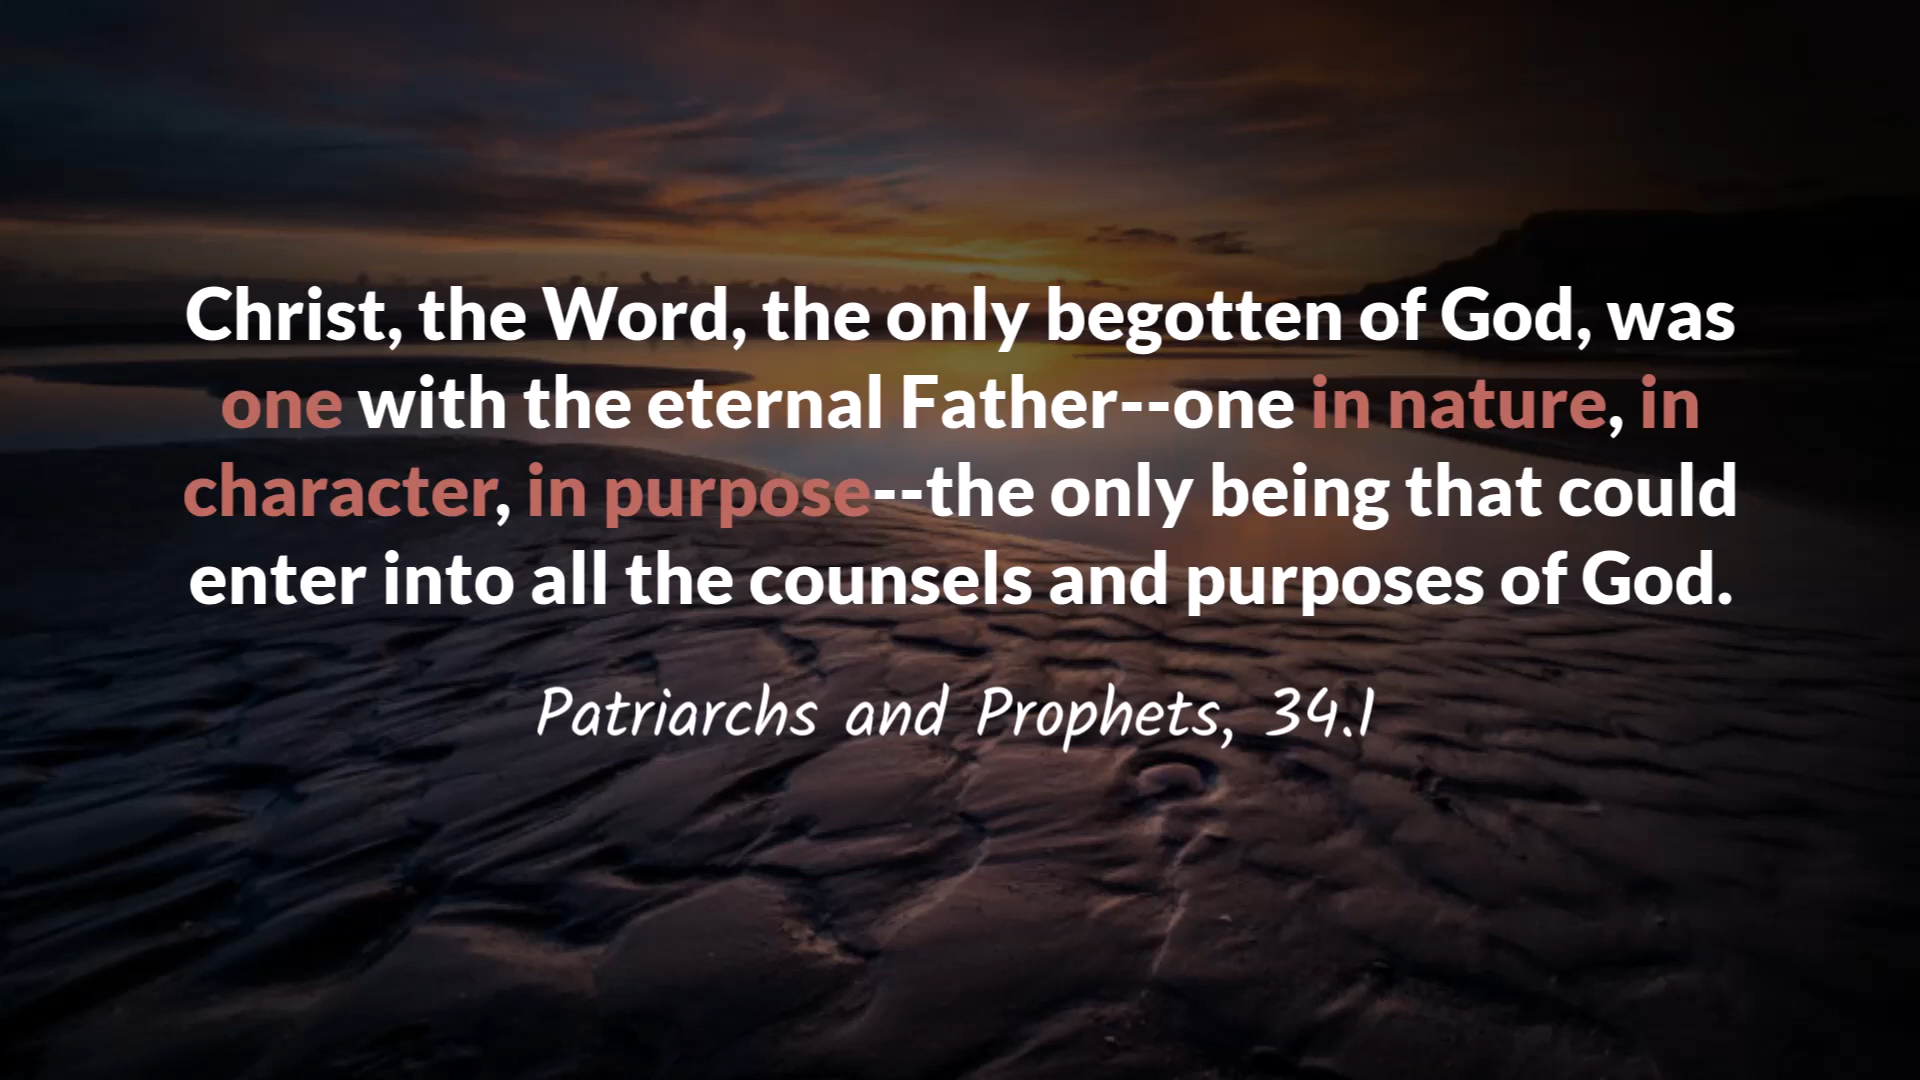 Christ, the Word, the only begotten of God, was
one with the eternal Father--one in nature, in
character, in purpose--the only being that could
enter into all the counsels and purposes of God.
Patriarchs and Prophets, 34.1